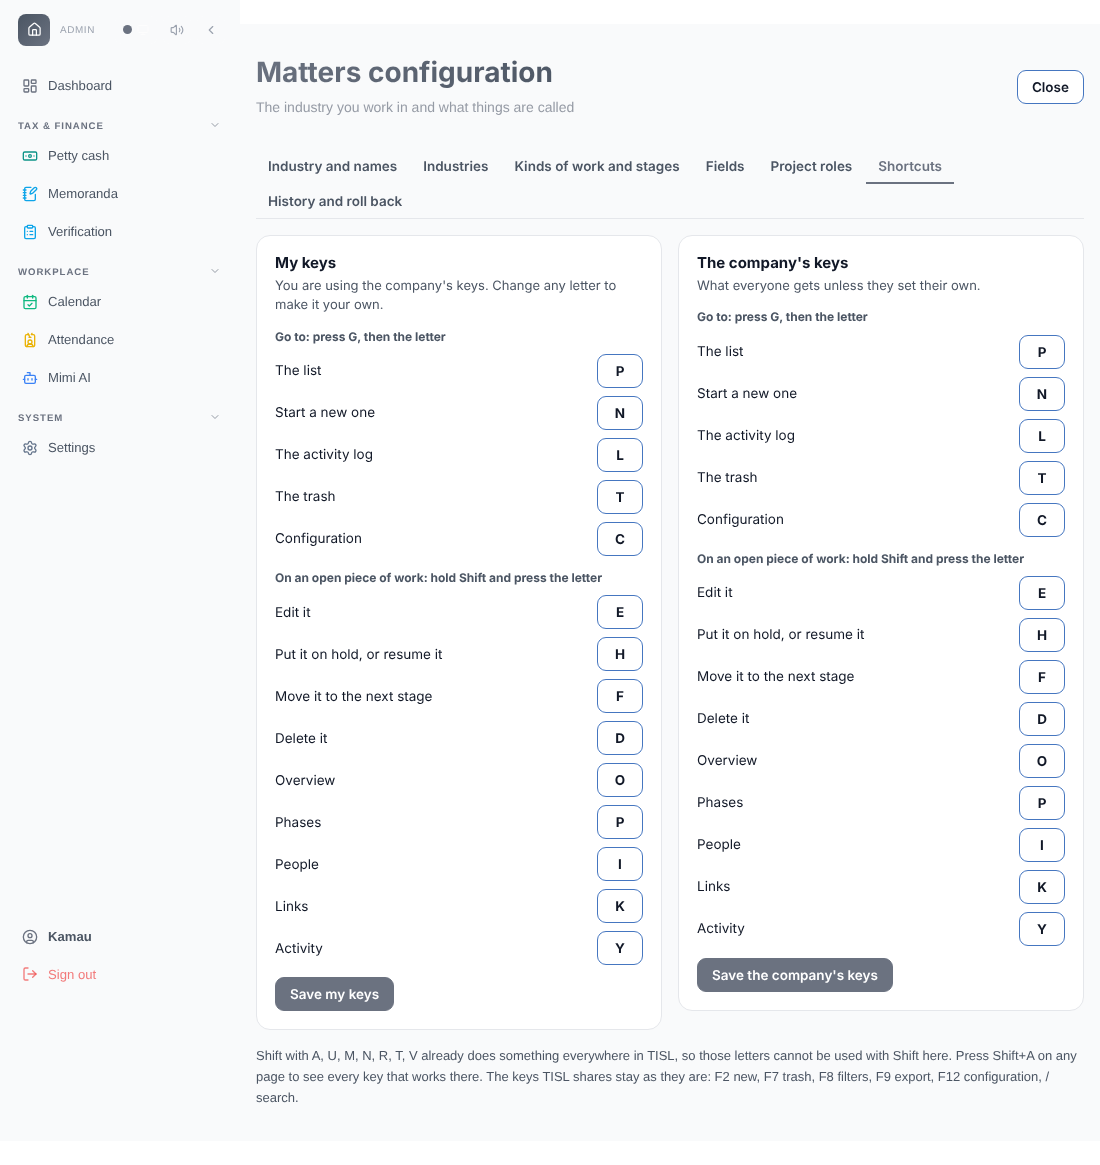 ADMIN
Dashboard
TAX & FINANCE
Petty cash
Memoranda
Verification
WORKPLACE
Calendar
Attendance
Mimi AI
SYSTEM
Settings
Kamau
Sign out
Matters configuration
The industry you work in and what things are called
Close
Industry and names
Industries
Kinds of work and stages
Fields
Project roles
Shortcuts
History and roll back
My keys
You are using the company's keys. Change any letter to
make it your own.
Go to: press G, then the letter
The list P
Start a new one N
The activity log L
The trash T
Configuration C
On an open piece of work: hold Shift and press the letter
Edit it E
Put it on hold, or resume it H
Move it to the next stage F
Delete it D
Overview O
Phases P
People I
Links K
Activity Y
Save my keys
The company's keys
What everyone gets unless they set their own.
Go to: press G, then the letter
The list P
Start a new one N
The activity log L
The trash T
Configuration C
On an open piece of work: hold Shift and press the letter
Edit it E
Put it on hold, or resume it H
Move it to the next stage F
Delete it D
Overview O
Phases P
People I
Links K
Activity Y
Save the company's keys
Shift with A, U, M, N, R, T, V already does something everywhere in TISL, so those letters cannot be used with Shift here. Press Shift+A on any
page to see every key that works there. The keys TISL shares stay as they are: F2 new, F7 trash, F8 filters, F9 export, F12 configuration, /
search.